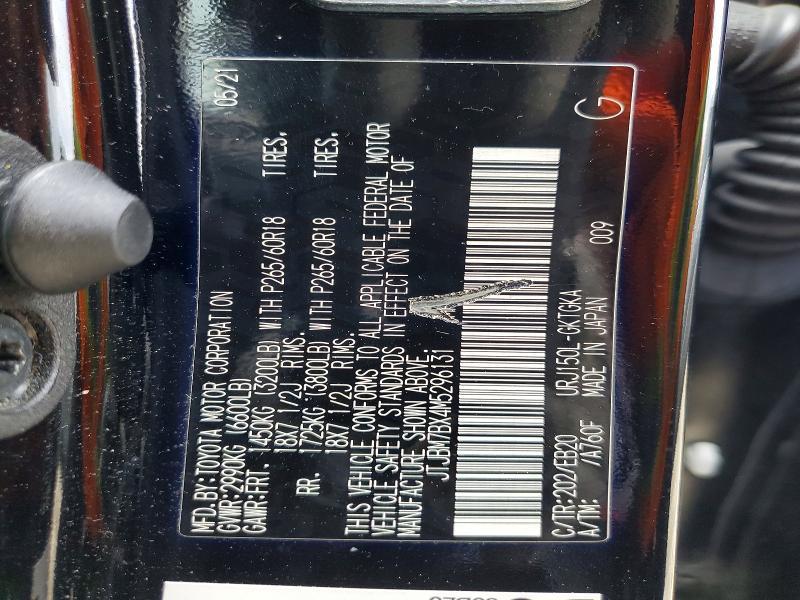 MFD.BY:TOYOTA MOTOR CORPORATION 05/21
GVWR:2990KG (6600LB)
GAWR:FRT. 1450KG (3200LB) WITH P265/60R18 TIRES,
18X7 1/2J RIMS.
RR. 1725KG (3800LB) WITH P265/60R18 TIRES,
18X7 1/2J RIMS.
THIS VEHICLE CONFORMS TO ALL APPLICABLE FEDERAL MOTOR
VEHICLE SAFETY STANDARDS IN EFFECT ON THE DATE OF
MANUFACTURE SHOWN ABOVE.
JTJBM7BX4M5296131
C/TR:202/EB20 URJ150L-GKTGKA
A/TM: /A760F MADE IN JAPAN 009 G